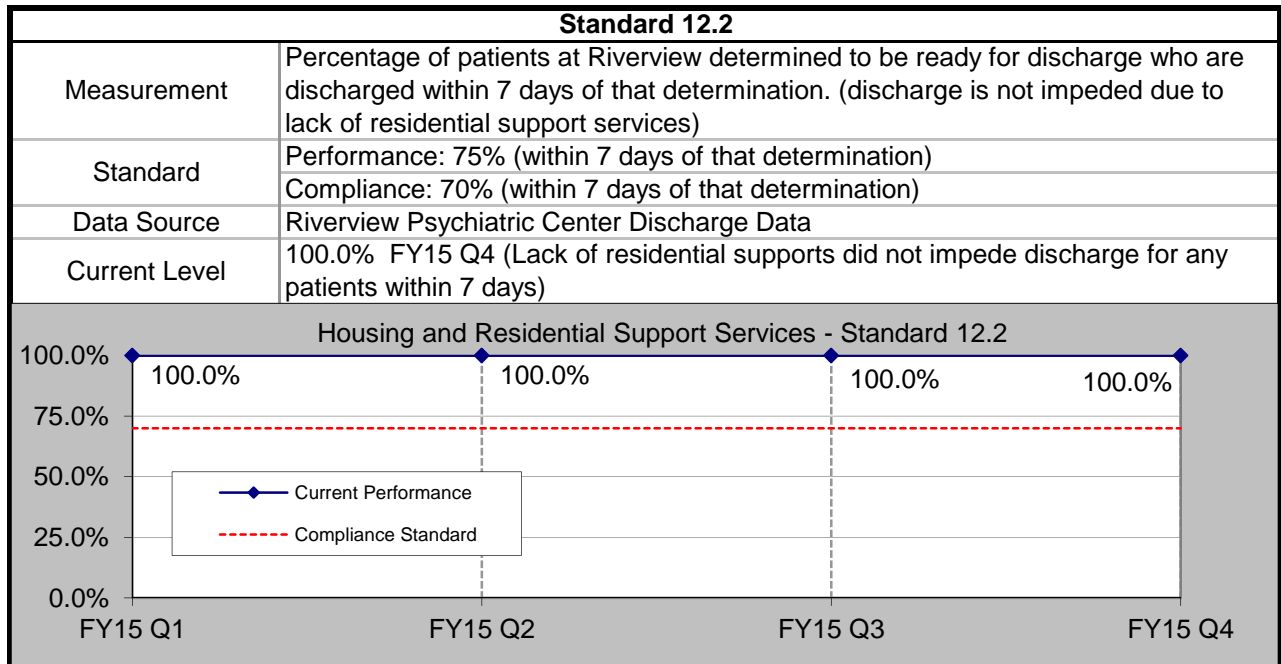 Standard 12.2
Measurement
Percentage of patients at Riverview determined to be ready for discharge who are
discharged within 7 days of that determination. (discharge is not impeded due to
lack of residential support services)
Standard
Performance: 75% (within 7 days of that determination)
Compliance: 70% (within 7 days of that determination)
Data Source
Riverview Psychiatric Center Discharge Data
Current Level
100.0%  FY15 Q4 (Lack of residential supports did not impede discharge for any
patients within 7 days)
Housing and Residential Support Services - Standard 12.2
100.0%
75.0%
50.0%
25.0%
0.0%
100.0%
100.0%
100.0%
100.0%
Current Performance
Compliance Standard
FY15 Q1
FY15 Q2
FY15 Q3
FY15 Q4